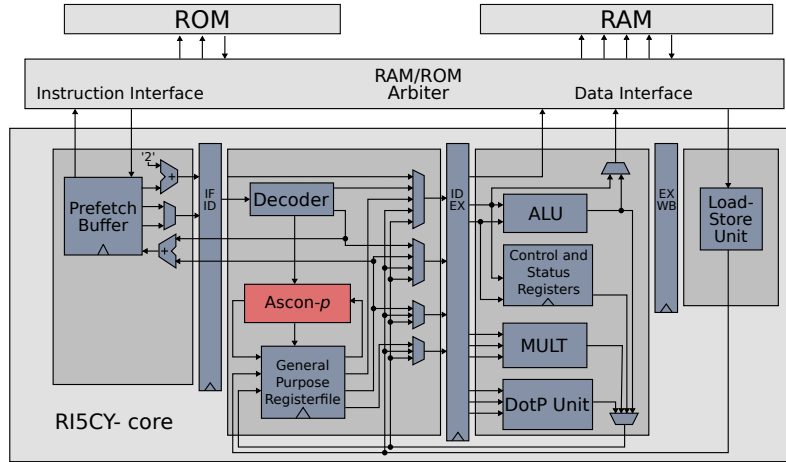 ROM
RAM
RAM/ROM
Arbiter
Instruction Interface
Data Interface
'2'
+
Prefetch
Buffer
+
IF
ID
Decoder
Ascon-p
General
Purpose
Registerfile
ID
EX
ALU
Control and
Status
Registers
MULT
DotP Unit
EX
WB
Load-
Store
Unit
RI5CY- core